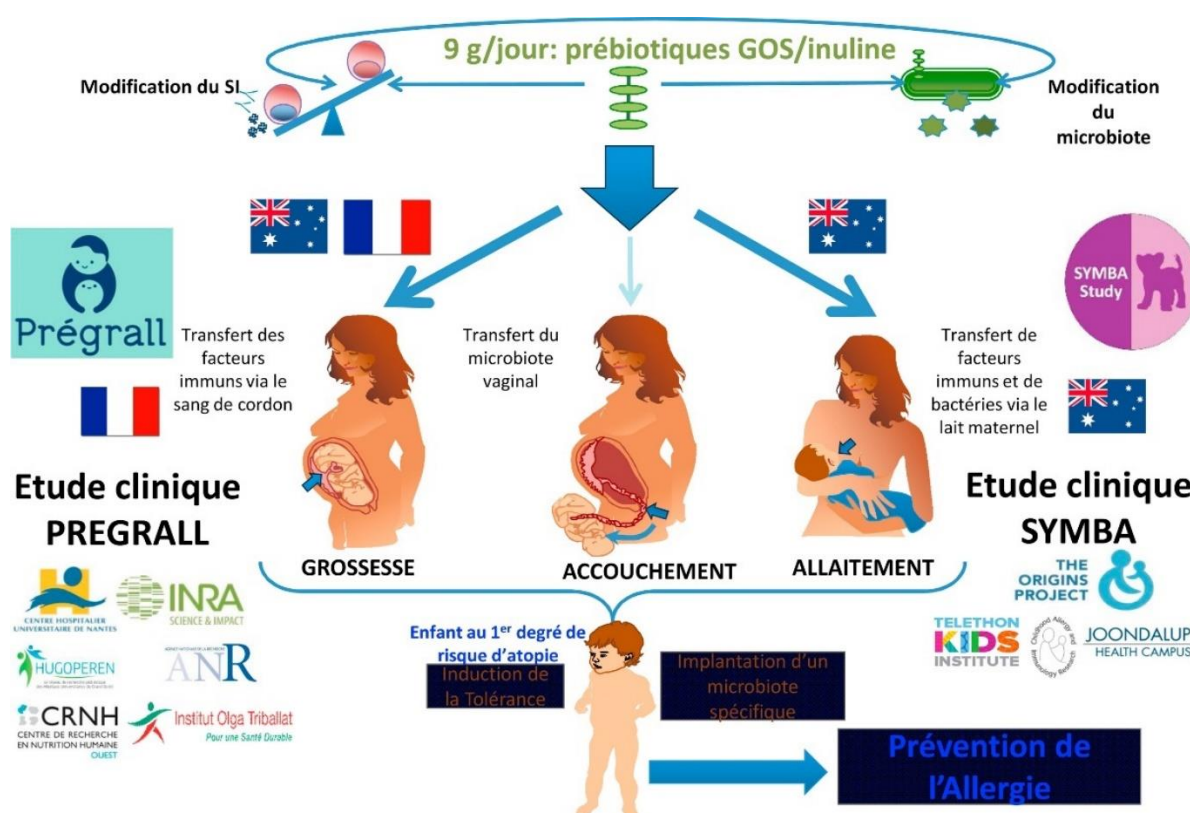 9 g/jour: prébiotiques GOS/inuline
Modification du SI
Modification
du
microbiote
Prégrall
SYMBA
Study
Transfert des
facteurs
immuns via le
sang de cordon
Transfert du
microbiote
vaginal
Transfert de
facteurs
immuns et de
bactéries via le
lait maternel
Etude clinique
PREGRALL
Etude clinique
SYMBA
GROSSESSE
ACCOUCHEMENT
ALLAITEMENT
CENTRE HOSPITALIER
UNIVERSITAIRE DE NANTES
INRA
SCIENCE & IMPACT
HUGOPEREN
ANR
CRNH
CENTRE DE RECHERCHE
EN NUTRITION HUMAINE
OUEST
Institut Olga Triballat
Pour une Santé Durable
THE
ORIGINS
PROJECT
TELETHON
KIDS
INSTITUTE
Childhood Allergy and
Immunology Research
JOONDALUP
HEALTH CAMPUS
Enfant au 1er degré de
risque d'atopie
Induction de
la Tolérance
Implantation d'un
microbiote
spécifique
Prévention de
l'Allergie